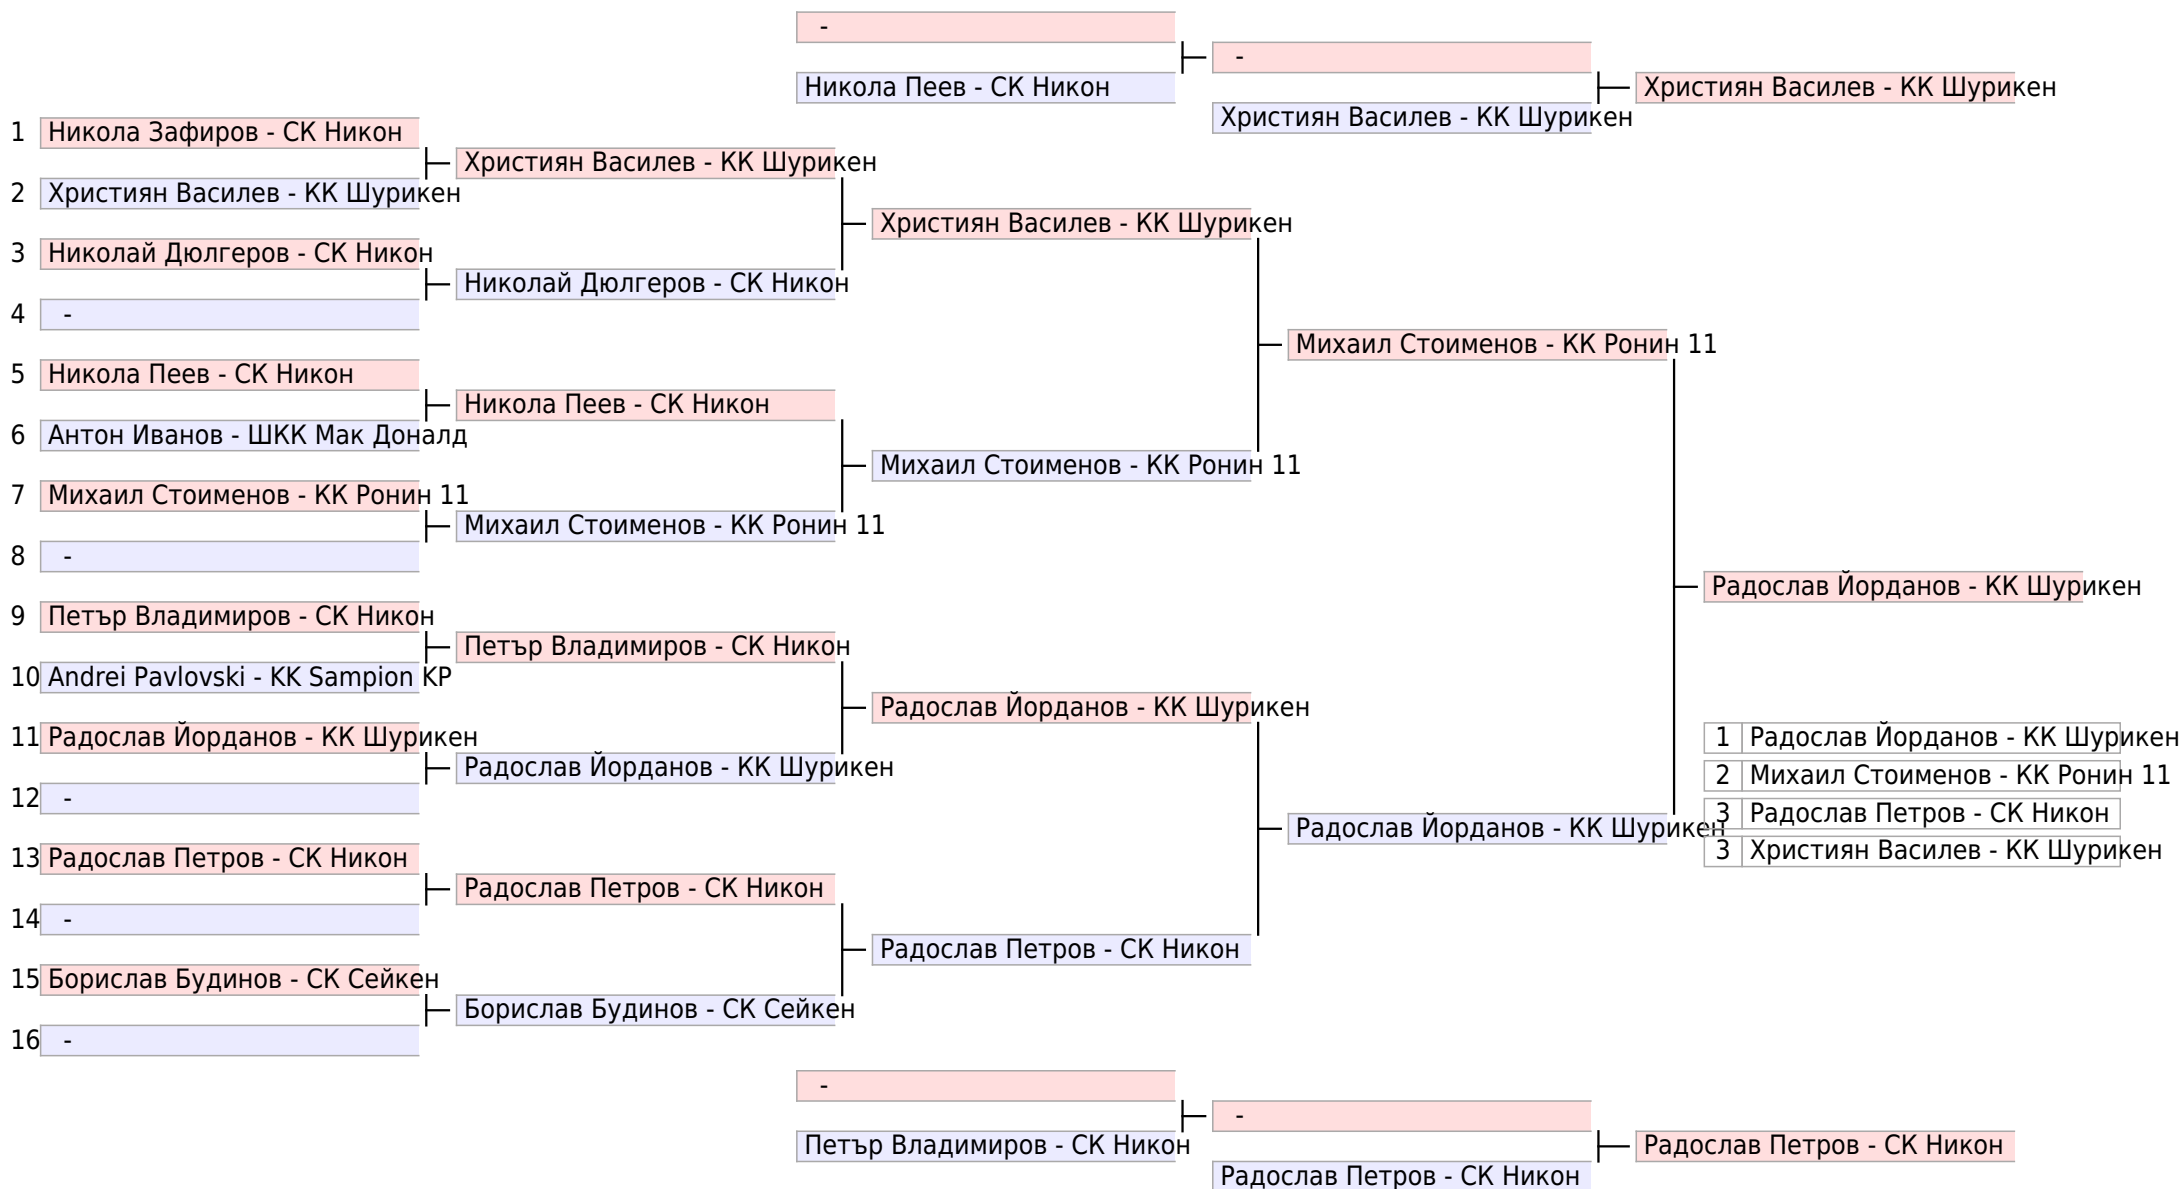 -
-
Никола Пеев - СК Никон
Християн Василев - КК Шурикен
Християн Василев - КК Шурикен
1 Никола Зафиров - СК Никон
Християн Василев - КК Шурикен
2 Християн Василев - КК Шурикен
Християн Василев - КК Шурикен
3 Николай Дюлгеров - СК Никон
Николай Дюлгеров - СК Никон
4 -
Михаил Стоименов - КК Ронин 11
5 Никола Пеев - СК Никон
Никола Пеев - СК Никон
6 Антон Иванов - ШКК Мак Доналд
Михаил Стоименов - КК Ронин 11
7 Михаил Стоименов - КК Ронин 11
Михаил Стоименов - КК Ронин 11
8 -
Радослав Йорданов - КК Шурикен
9 Петър Владимиров - СК Никон
Петър Владимиров - СК Никон
10 Andrei Pavlovski - KK Sampion KP
Радослав Йорданов - КК Шурикен
11 Радослав Йорданов - КК Шурикен
Радослав Йорданов - КК Шурикен
12 -
1 Радослав Йорданов - КК Шурикен
2 Михаил Стоименов - КК Ронин 11
3 Радослав Петров - СК Никон
3 Християн Василев - КК Шурикен
Радослав Йорданов - КК Шурикен
13 Радослав Петров - СК Никон
Радослав Петров - СК Никон
14 -
Радослав Петров - СК Никон
15 Борислав Будинов - СК Сейкен
Борислав Будинов - СК Сейкен
16 -
-
-
Петър Владимиров - СК Никон
Радослав Петров - СК Никон
Радослав Петров - СК Никон